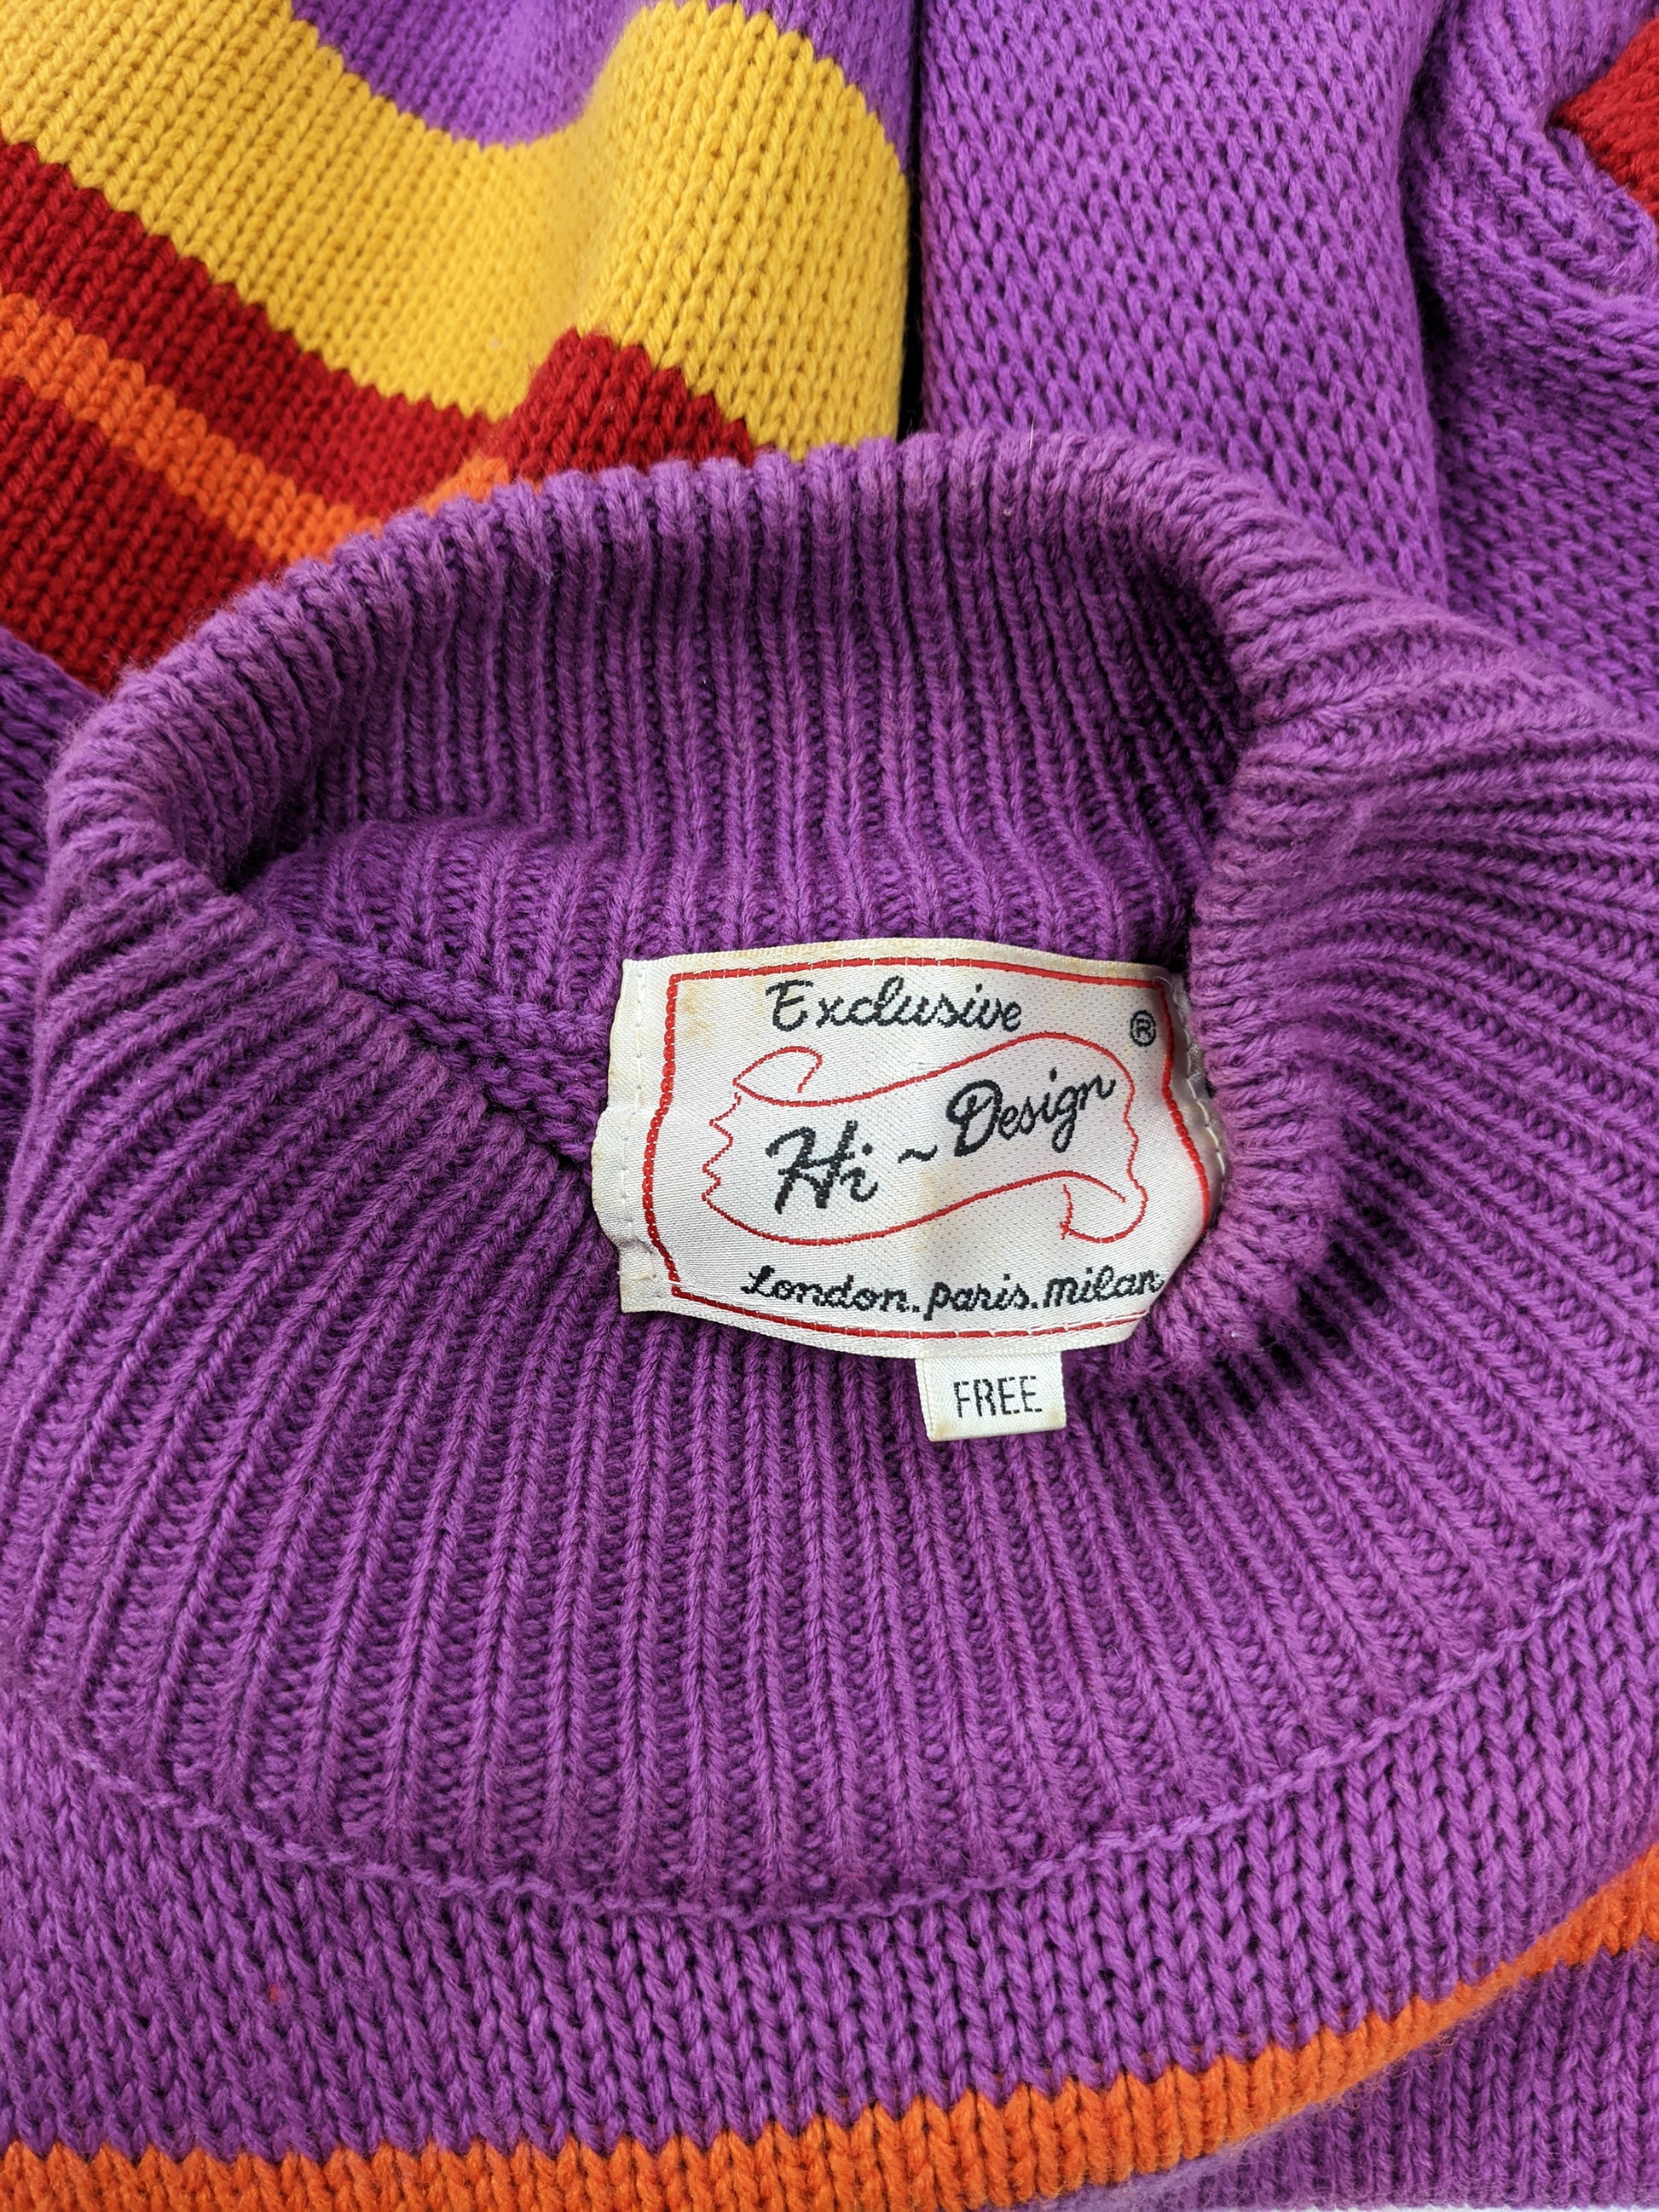 Exclusive
®
Hi ~ Design
London. paris. milan
FREE